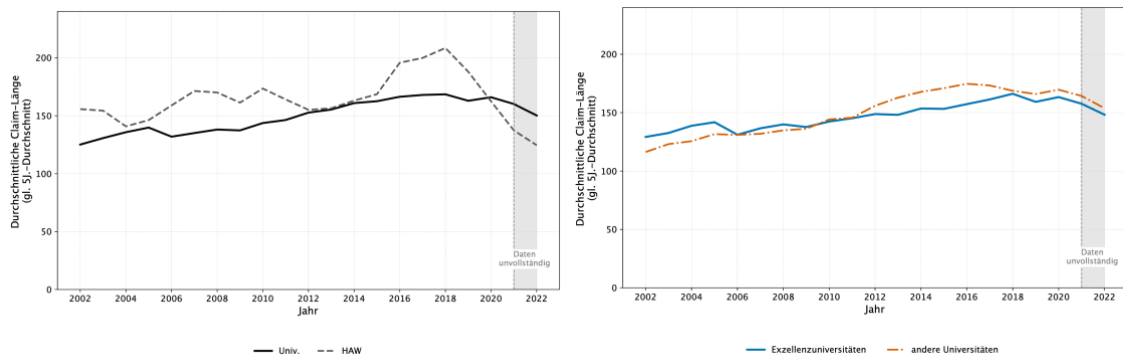 Durchschnittliche Claim-Länge
(gl. 5J.-Durchschnitt)
200
150
100
50
0
Daten
unvollständig
2002 2004 2006 2008 2010 2012 2014 2016 2018 2020 2022
Jahr
Univ. HAW
Durchschnittliche Claim-Länge
(gl. 5J.-Durchschnitt)
200
150
100
50
0
Daten
unvollständig
2002 2004 2006 2008 2010 2012 2014 2016 2018 2020 2022
Jahr
Exzellenzuniversitäten andere Universitäten